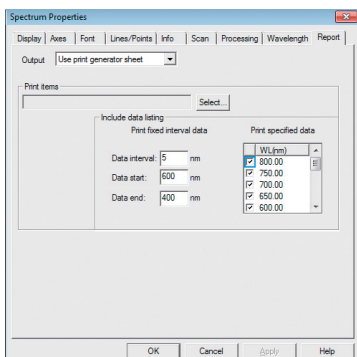 Spectrum Properties
Display Axes Font Lines/Points Info Scan Processing Wavelength Report
Output Use print generator sheet
Print items
Select...
Include data listing
Print fixed interval data Print specified data
WL(nm)
Data interval: 5 nm
800.00
750.00
Data start: 600 nm
700.00
650.00
Data end: 400 nm
600.00
OK Cancel Apply Help